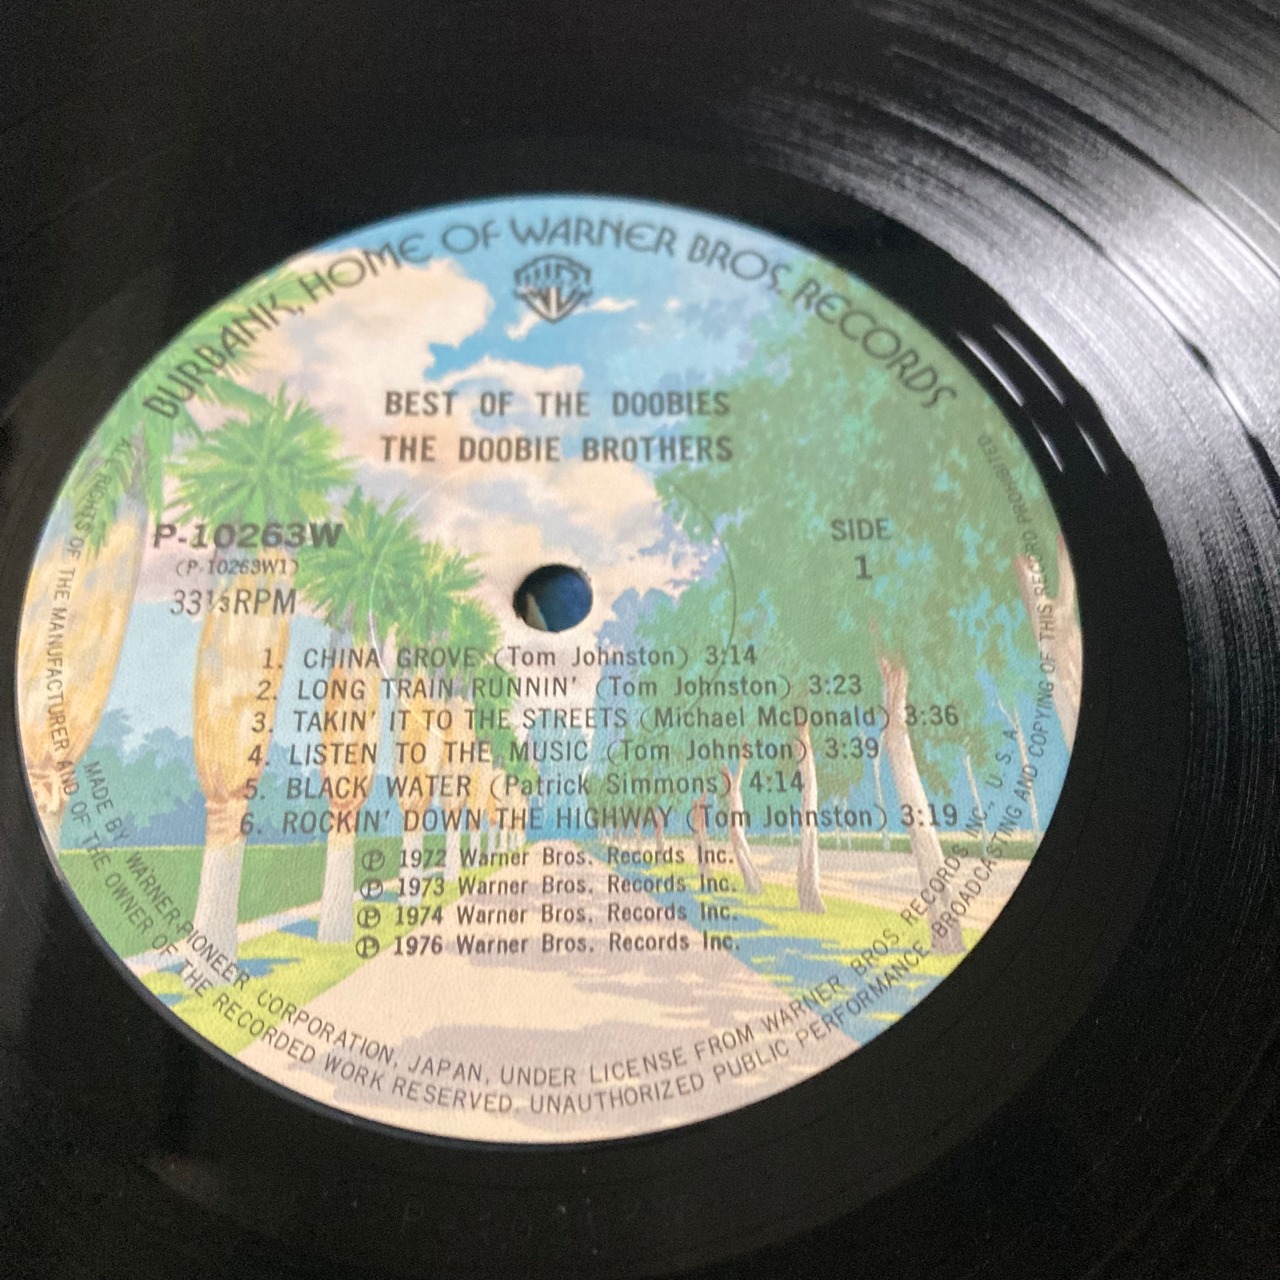 BURBANK, HOME OF WARNER BROS. RECORDS
BEST OF THE DOOBIES
THE DOOBIE BROTHERS
P-10263W
(P-10263W1)
33⅓RPM
SIDE
1
1. CHINA GROVE (Tom Johnston) 3:14
2. LONG TRAIN RUNNIN' (Tom Johnston) 3:23
3. TAKIN' IT TO THE STREETS (Michael McDonald) 3:36
4. LISTEN TO THE MUSIC (Tom Johnston) 3:39
5. BLACK WATER (Patrick Simmons) 4:14
6. ROCKIN' DOWN THE HIGHWAY (Tom Johnston) 3:19
Ⓟ 1972 Warner Bros. Records Inc.
Ⓟ 1973 Warner Bros. Records Inc.
Ⓟ 1974 Warner Bros. Records Inc.
Ⓟ 1976 Warner Bros. Records Inc.
MADE BY WARNER-PIONEER CORPORATION, JAPAN, UNDER LICENSE FROM WARNER BROS. RECORDS INC., U. S. A.
ALL RIGHTS OF THE MANUFACTURER AND OF THE OWNER OF THE RECORDED WORK RESERVED. UNAUTHORIZED PUBLIC PERFORMANCE, BROADCASTING AND COPYING OF THIS RECORD PROHIBITED